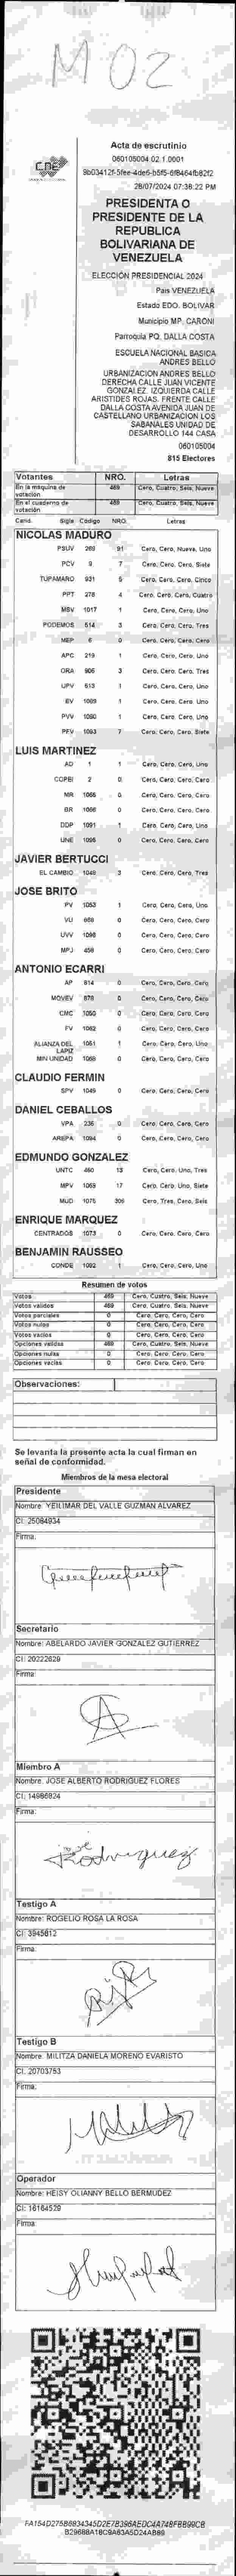 M 02
Acta de escrutinio
060105004.02.1.0001
28/07/2024 07:36:22 PM
CNE
PRESIDENTA O
PRESIDENTE DE LA
REPUBLICA
BOLIVARIANA DE
VENEZUELA
ELECCIÓN PRESIDENCIAL 2024
País VENEZUELA
Estado EDO. BOLIVAR
Municipio MP. CARONI
Parroquia PQ. DALLA COSTA
ESCUELA NACIONAL BASICA
ANDRES BELLO
URBANIZACION ANDRES BELLO
DERECHA CALLE JUAN VICENTE
GONZALEZ. IZQUIERDA CALLE
ARISTIDES ROJAS. FRENTE CALLE
DALLA COSTA AVENIDA JUAN DE
CASTELLANO URBANIZACION LOS
SABANALES UNIDAD DE
DESARROLLO 144 CASA
060105004
815 Electores
Votantes NRO. Letras
En la máquina de votación 469 Cero, Cuatro, Seis, Nueve
En el cuaderno de votación 469 Cero, Cuatro, Seis, Nueve
Cand. Sigla Código NRO. Letras
NICOLAS MADURO
PSUV 269 91 Cero, Cero, Nueve, Uno
PCV 9 7 Cero, Cero, Cero, Siete
TUPAMARO 931 5 Cero, Cero, Cero, Cinco
PPT 278 4 Cero, Cero, Cero, Cuatro
MSV 1017 1 Cero, Cero, Cero, Uno
PODEMOS 514 3 Cero, Cero, Cero, Tres
MEP 6 0 Cero, Cero, Cero, Cero
APC 219 1 Cero, Cero, Cero, Uno
ORA 906 3 Cero, Cero, Cero, Tres
UPV 513 1 Cero, Cero, Cero, Uno
EV 1009 1 Cero, Cero, Cero, Uno
PVV 1080 1 Cero, Cero, Cero, Uno
PFV 1093 7 Cero, Cero, Cero, Siete
LUIS MARTINEZ
AD 1 1 Cero, Cero, Cero, Uno
COPEI 2 0 Cero, Cero, Cero, Cero
MR 1065 0 Cero, Cero, Cero, Cero
BR 1066 0 Cero, Cero, Cero, Cero
DDP 1091 1 Cero, Cero, Cero, Uno
UNE 1095 0 Cero, Cero, Cero, Cero
JAVIER BERTUCCI
EL CAMBIO 1048 3 Cero, Cero, Cero, Tres
JOSE BRITO
PV 1053 1 Cero, Cero, Cero, Uno
VU 869 0 Cero, Cero, Cero, Cero
UVV 1096 0 Cero, Cero, Cero, Cero
MPJ 459 0 Cero, Cero, Cero, Cero
ANTONIO ECARRI
AP 814 0 Cero, Cero, Cero, Cero
MOVEV 878 0 Cero, Cero, Cero, Cero
CMC 1050 0 Cero, Cero, Cero, Cero
FV 1062 0 Cero, Cero, Cero, Cero
ALIANZA DEL LAPIZ 1061 1 Cero, Cero, Cero, Uno
MIN UNIDAD 1068 0 Cero, Cero, Cero, Cero
CLAUDIO FERMIN
SPV 1049 0 Cero, Cero, Cero, Cero
DANIEL CEBALLOS
VPA 236 0 Cero, Cero, Cero, Cero
AREPA 1094 0 Cero, Cero, Cero, Cero
EDMUNDO GONZALEZ
UNTC 460 13 Cero, Cero, Uno, Tres
MPV 1069 17 Cero, Cero, Uno, Siete
MUD 1075 306 Cero, Tres, Cero, Seis
ENRIQUE MARQUEZ
CENTRADOS 1073 0 Cero, Cero, Cero, Cero
BENJAMIN RAUSSEO
CONDE 1092 1 Cero, Cero, Cero, Uno
Resumen de votos
Votos 469 Cero, Cuatro, Seis, Nueve
Votos válidos 469 Cero, Cuatro, Seis, Nueve
Votos parciales 0 Cero, Cero, Cero, Cero
Votos nulos 0 Cero, Cero, Cero, Cero
Votos vacíos 0 Cero, Cero, Cero, Cero
Opciones válidas 469 Cero, Cuatro, Seis, Nueve
Opciones nulas 0 Cero, Cero, Cero, Cero
Opciones vacías 0 Cero, Cero, Cero, Cero
Observaciones:
Se levanta la presente acta la cual firman en
señal de conformidad.
Miembros de la mesa electoral
Presidente
Nombre: YEILIMAR DEL VALLE GUZMAN ALVAREZ
CI: 25084934
Firma:
Secretario
Nombre: ABELARDO JAVIER GONZALEZ GUTIERREZ
CI: 20222629
Firma:
Miembro A
Nombre: JOSE ALBERTO RODRIGUEZ FLORES
CI: 14986924
Firma:
Rodriguez
Testigo A
Nombre: ROGELIO ROSA LA ROSA
CI: 3945612
Firma:
Testigo B
Nombre: MILITZA DANIELA MORENO EVARISTO
CI: 20703753
Firma:
Operador
Nombre: HEISY OLIANNY BELLO BERMUDEZ
CI: 16164529
Firma: